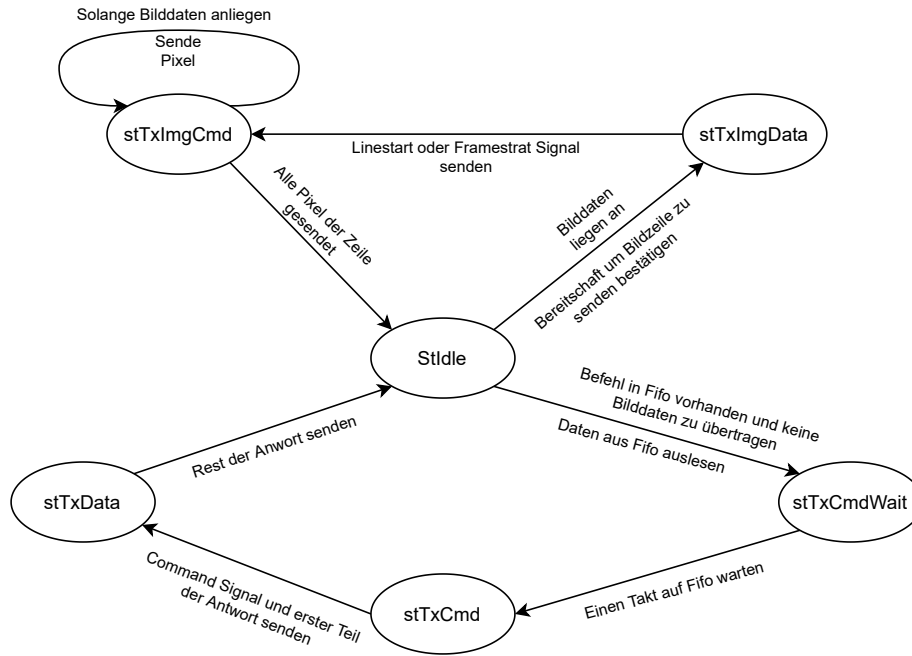 Solange Bilddaten anliegen
Sende
Pixel
stTxImgCmd
stTxImgData
Linestart oder Framestrat Signal
senden
Alle Pixel der Zeile
gesendet
Bilddaten
liegen an
Bereitschaft um Bildzeile zu
senden bestätigen
StIdle
Befehl in Fifo vorhanden und keine
Bilddaten zu übertragen
Daten aus Fifo auslesen
Rest der Anwort senden
stTxData
stTxCmdWait
Command Signal und erster Teil
der Antwort senden
stTxCmd
Einen Takt auf Fifo warten